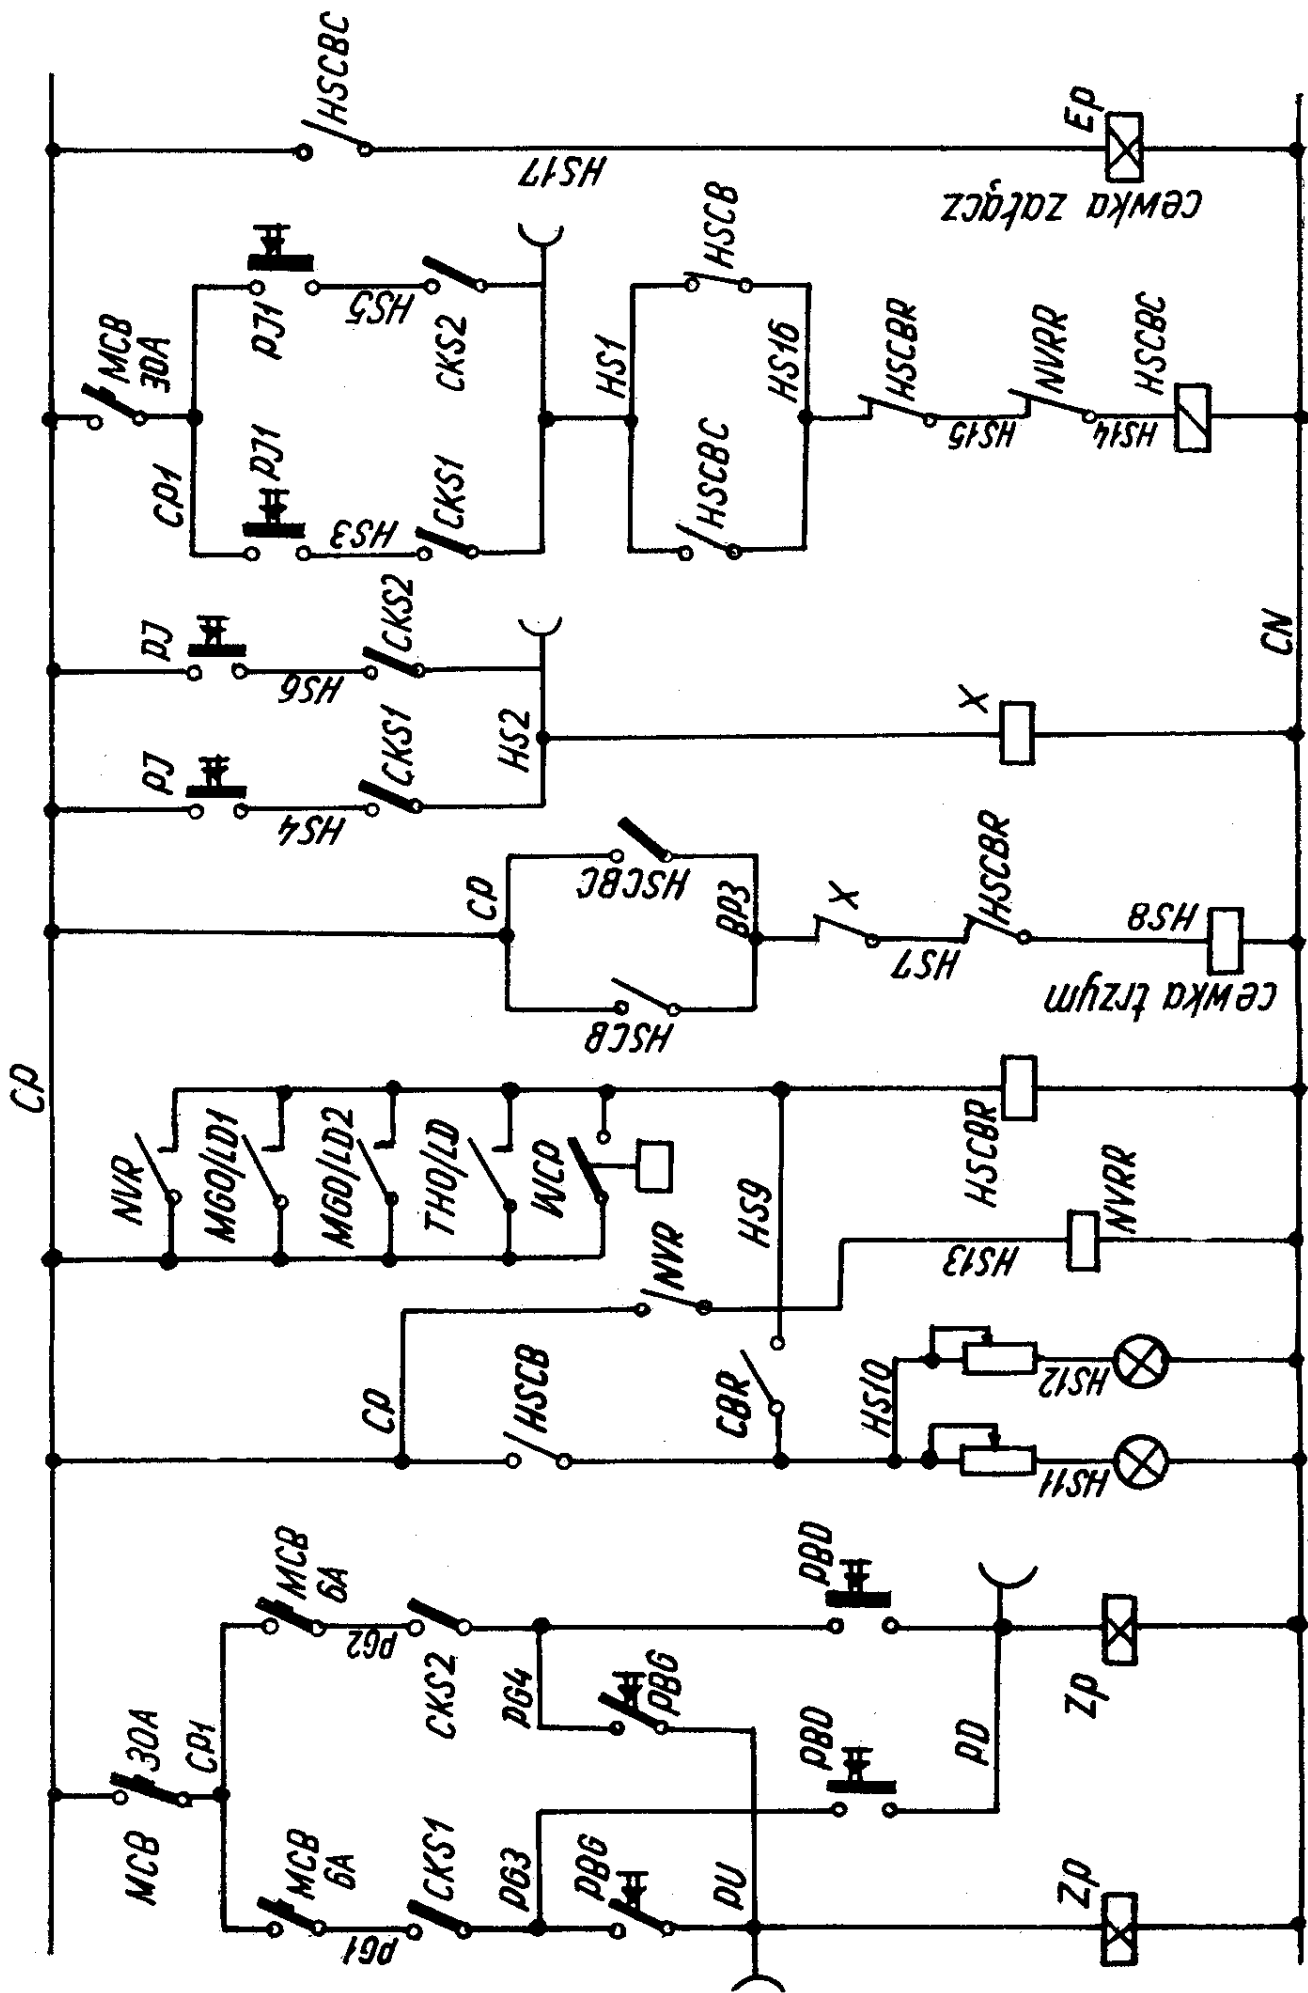 CP
HSCBC
HS17
EP
cewka załącz
MCB
30A
CP1
PJ1
PJ1
HS5
HS3
CKS2
CKS1
HS1
HSCB
HSCBC
HS16
HSCBR
HS15
NVRR
HS14
HSCBC
PJ
PJ
HS6
HS4
CKS2
CKS1
HS2
X
CN
CP
HSCBC
HSCB
BP3
X
HS7
HSCBR
HS8
cewka trzym
NVR
MGO/LD1
MGO/LD2
THO/LD
WCP
HS9
HSCBR
NVR
HS13
NVRR
CP
HSCB
CBR
HS10
HS12
HS11
MCB
30A
CP1
MCB
6A
MCB
6A
PG2
PG1
CKS2
CKS1
PG4
PG3
PBG
PBG
PBD
PBD
PU
PD
ZP
ZP